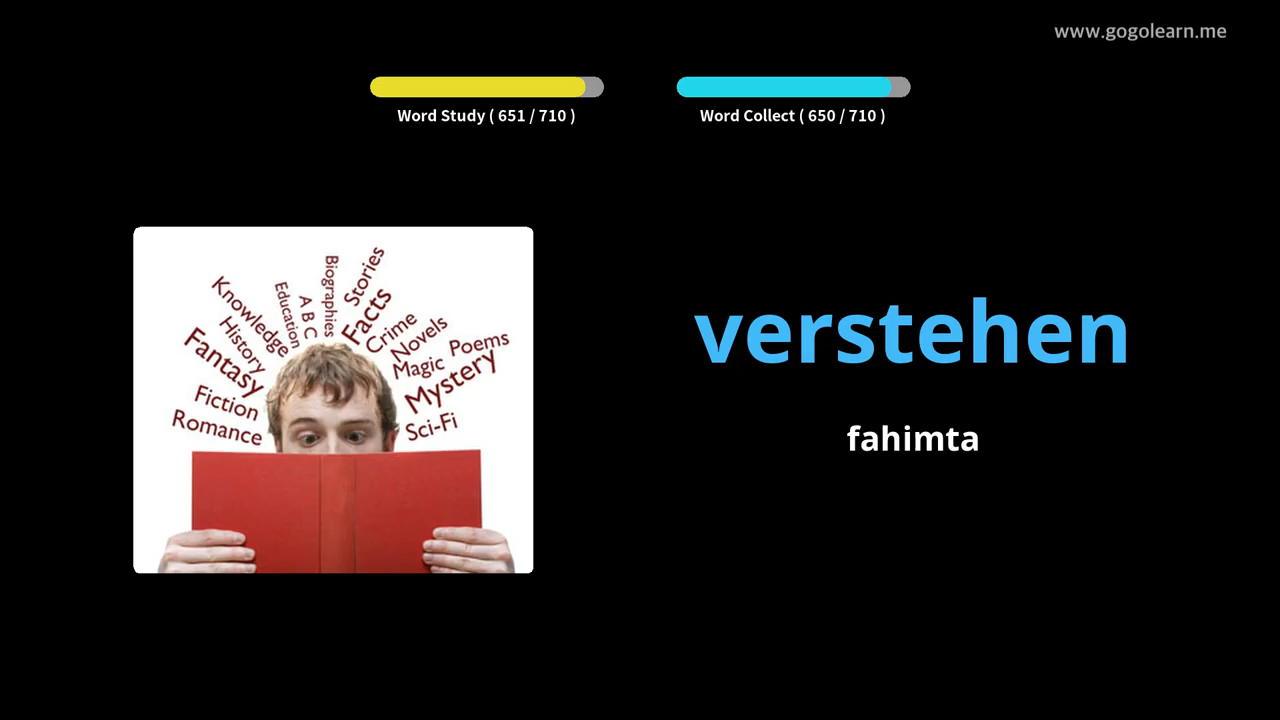 www.gogolearn.me
Word Study ( 651 / 710 )
Word Collect ( 650 / 710 )
Knowledge
History
Fantasy
Fiction
Romance
Education
A B C
Biographies
Stories
Facts
Crime
Novels
Magic
Poems
Mystery
Sci-Fi
verstehen
fahimta